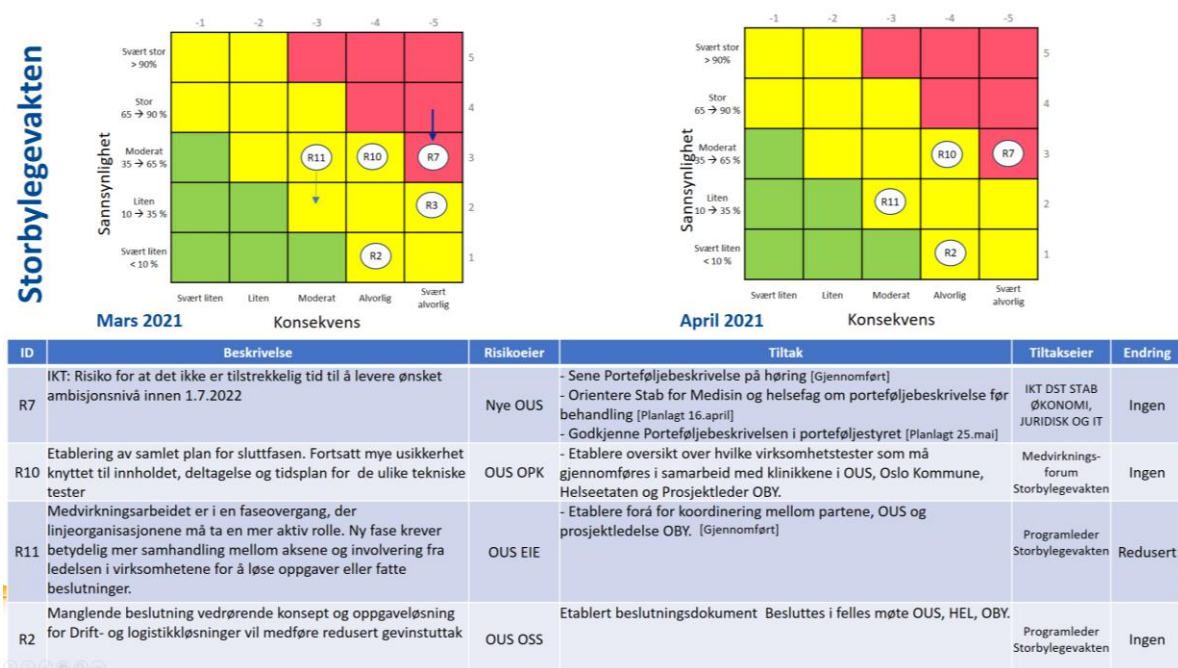 Storbylegevakten
-1 -2 -3 -4 -5
Sannsynlighet
Svært stor
> 90%
5
Stor
65 → 90 %
4
Moderat
35 → 65 %
R11 R10 R7
3
Liten
10 → 35 %
R3
2
Svært liten
< 10 %
R2
1
Svært liten Liten Moderat Alvorlig Svært
alvorlig
Mars 2021 Konsekvens
-1 -2 -3 -4 -5
Sannsynlighet
Svært stor
> 90%
5
Stor
65 → 90 %
4
Moderat
35 → 65 %
R10 R7
3
Liten
10 → 35 %
R11
2
Svært liten
< 10 %
R2
1
Svært liten Liten Moderat Alvorlig Svært
alvorlig
April 2021 Konsekvens
ID Beskrivelse Risikoeier Tiltak Tiltakseier Endring
R7
IKT: Risiko for at det ikke er tilstrekkelig tid til å levere ønsket
ambisjonsnivå innen 1.7.2022
Nye OUS
- Sene Porteføljebeskrivelse på høring [Gjennomført]
- Orientere Stab for Medisin og helsefag om porteføljebeskrivelse før
behandling [Planlagt 16.april]
- Godkjenne Porteføljebeskrivelsen i porteføljestyret [Planlagt 25.mai]
IKT DST STAB
ØKONOMI,
JURIDISK OG IT
Ingen
R10
Etablering av samlet plan for sluttfasen. Fortsatt mye usikkerhet
knyttet til innholdet, deltagelse og tidsplan for de ulike tekniske
tester
OUS OPK
- Etablere oversikt over hvilke virksomhetstester som må
gjennomføres i samarbeid med klinikkene i OUS, Oslo Kommune,
Helseetaten og Prosjektleder OBY.
Medvirknings-
forum
Storbylegevakten
Ingen
R11
Medvirkningsarbeidet er i en faseovergang, der
linjeorganisasjonene må ta en mer aktiv rolle. Ny fase krever
betydelig mer samhandling mellom aksene og involvering fra
ledelsen i virksomhetene for å løse oppgaver eller fatte
beslutninger.
OUS EIE
- Etablere forá for koordinering mellom partene, OUS og
prosjektledelse OBY. [Gjennomført]
Programleder
Storbylegevakten
Redusert
R2
Manglende beslutning vedrørende konsept og oppgaveløsning
for Drift- og logistikkløsninger vil medføre redusert gevinstuttak
OUS OSS
Etablert beslutningsdokument Besluttes i felles møte OUS, HEL, OBY.
Programleder
Storbylegevakten
Ingen